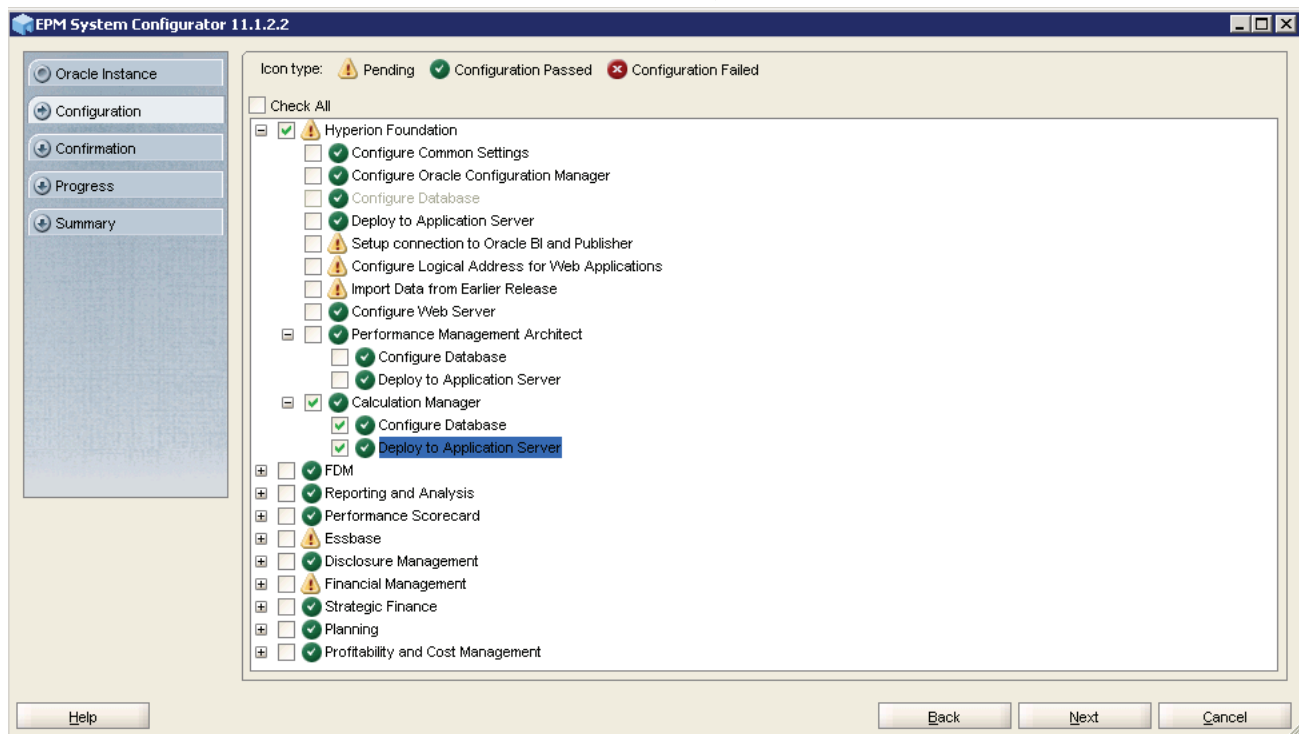 EPM System Configurator 11.1.2.2
Oracle Instance
Configuration
Confirmation
Progress
Summary
Icon type: Pending Configuration Passed Configuration Failed
Check All
Hyperion Foundation
Configure Common Settings
Configure Oracle Configuration Manager
Configure Database
Deploy to Application Server
Setup connection to Oracle BI and Publisher
Configure Logical Address for Web Applications
Import Data from Earlier Release
Configure Web Server
Performance Management Architect
Configure Database
Deploy to Application Server
Calculation Manager
Configure Database
Deploy to Application Server
FDM
Reporting and Analysis
Performance Scorecard
Essbase
Disclosure Management
Financial Management
Strategic Finance
Planning
Profitability and Cost Management
Help Back Next Cancel